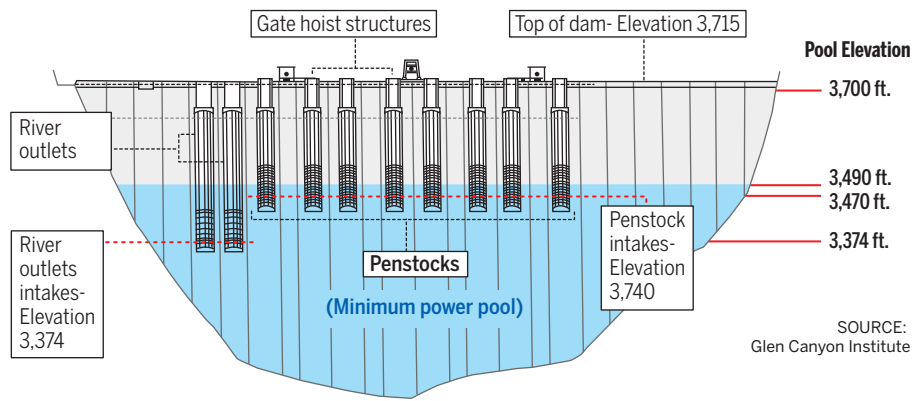 Gate hoist structures
Top of dam- Elevation 3,715
Pool Elevation
3,700 ft.
River
outlets
3,490 ft.
3,470 ft.
3,374 ft.
River
outlets
intakes-
Elevation
3,374
Penstocks
(Minimum power pool)
Penstock
intakes-
Elevation
3,740
SOURCE:
Glen Canyon Institute